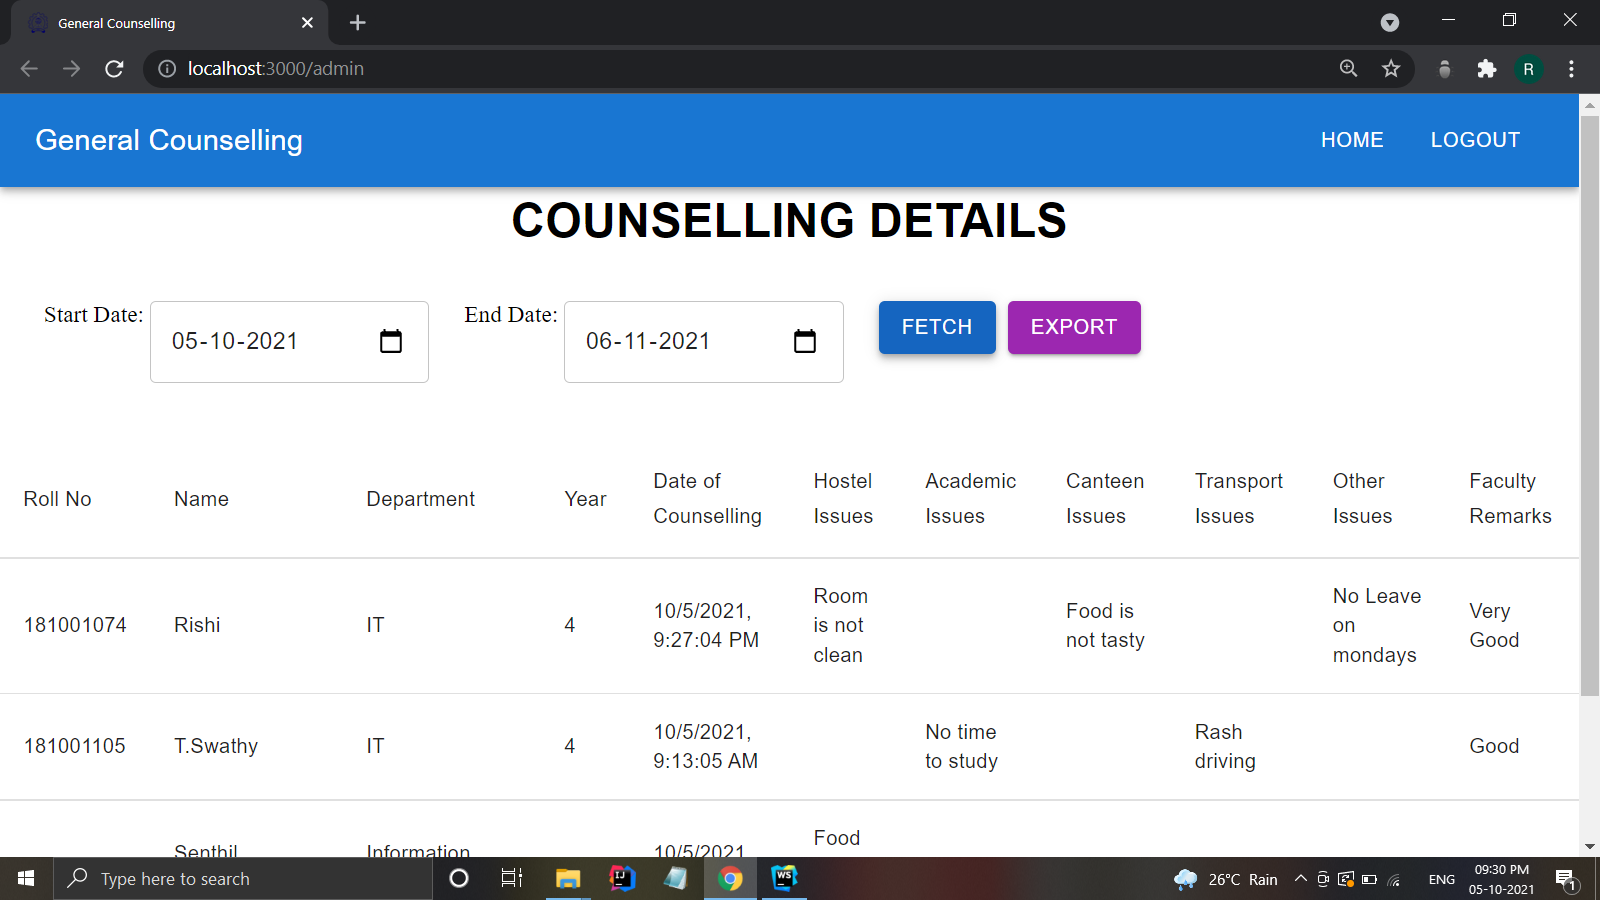 General Counselling
localhost:3000/admin
R
General Counselling
HOME
LOGOUT
COUNSELLING DETAILS
Start Date:
05-10-2021
End Date:
06-11-2021
FETCH
EXPORT
Roll No
Name
Department
Year
Date of
Counselling
Hostel
Issues
Academic
Issues
Canteen
Issues
Transport
Issues
Other
Issues
Faculty
Remarks
181001074
Rishi
IT
4
10/5/2021,
9:27:04 PM
Room
is not
clean
Food is
not tasty
No Leave
on
mondays
Very
Good
181001105
T.Swathy
IT
4
10/5/2021,
9:13:05 AM
No time
to study
Rash
driving
Good
Senthil
Information
10/5/2021
Food
Type here to search
IJ
WS
26°C Rain
ENG
09:30 PM
05-10-2021
1